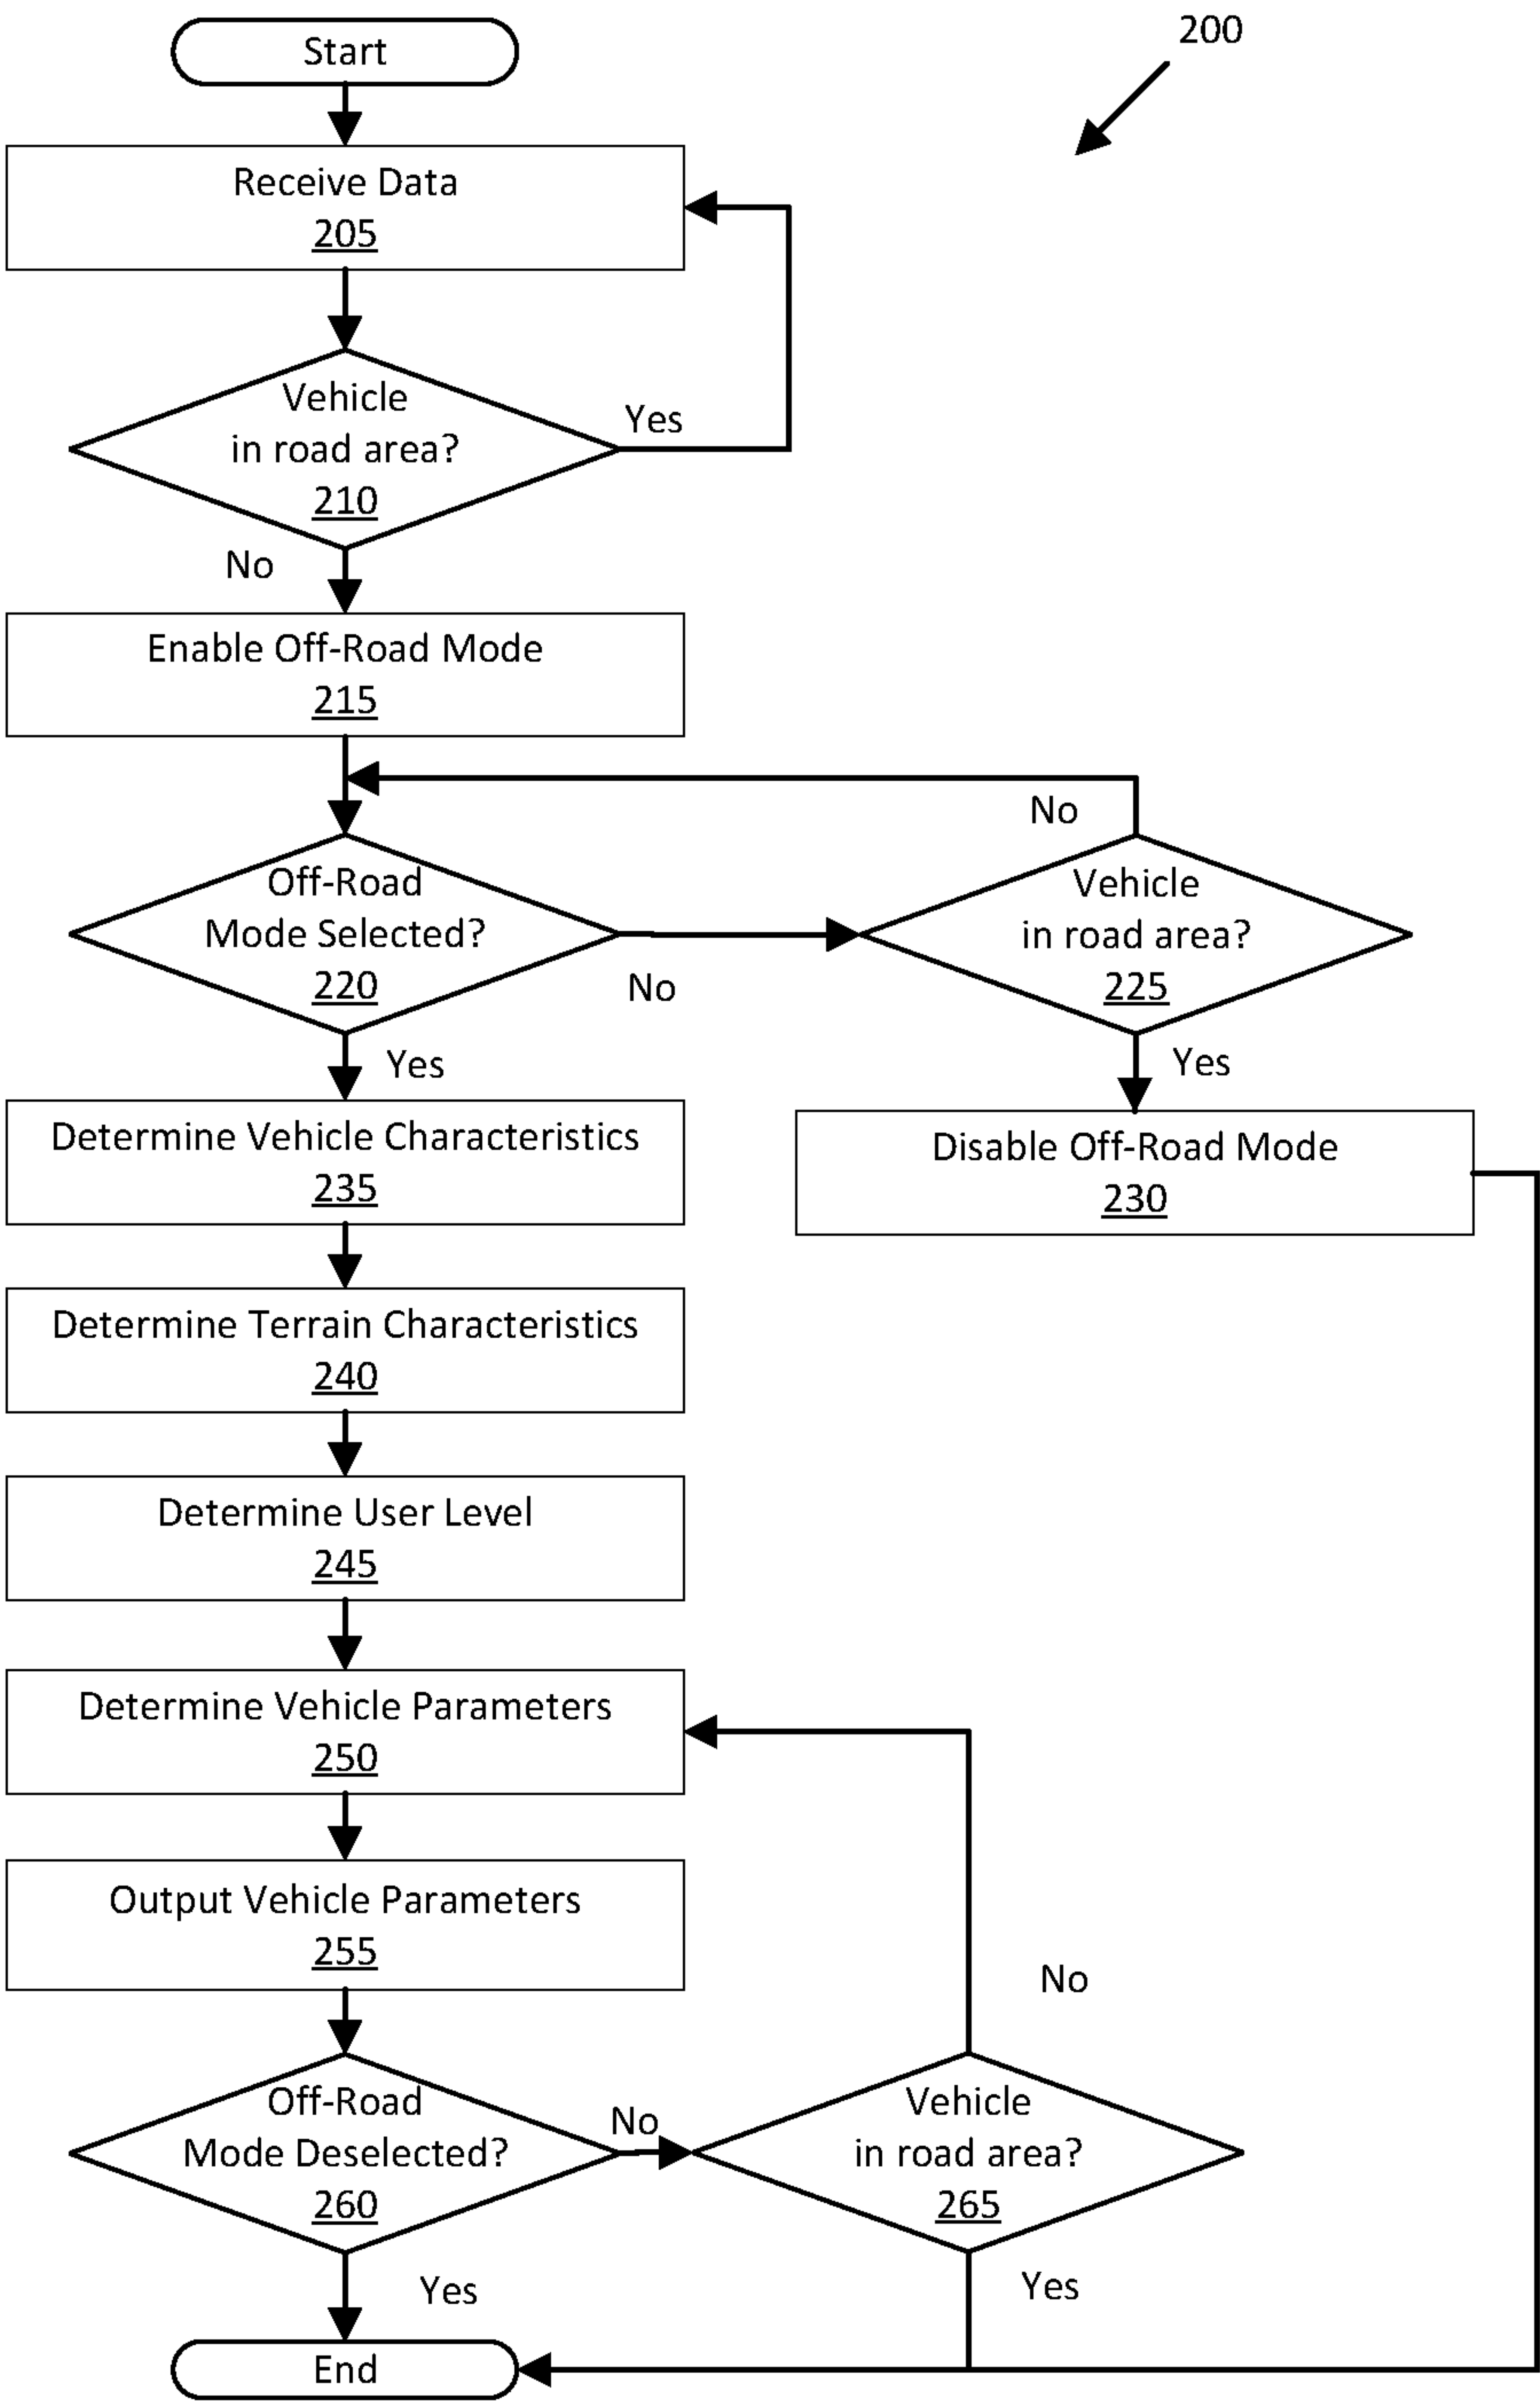 Start
200
Receive Data
205
Vehicle
in road area?
210
Yes
No
Enable Off-Road Mode
215
No
Off-Road
Mode Selected?
220
No
Vehicle
in road area?
225
Yes
Yes
Determine Vehicle Characteristics
235
Disable Off-Road Mode
230
Determine Terrain Characteristics
240
Determine User Level
245
Determine Vehicle Parameters
250
Output Vehicle Parameters
255
No
Off-Road
Mode Deselected?
260
No
Vehicle
in road area?
265
Yes
Yes
End